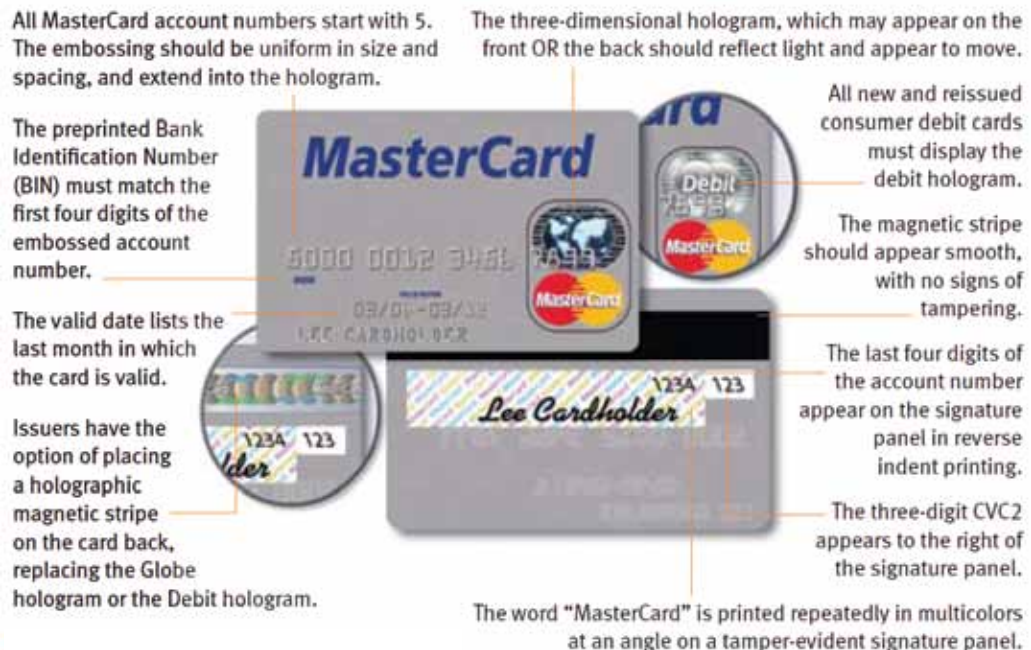 All MasterCard account numbers start with 5.
The embossing should be uniform in size and
spacing, and extend into the hologram.
The three-dimensional hologram, which may appear on the
front OR the back should reflect light and appear to move.
The preprinted Bank
Identification Number
(BIN) must match the
first four digits of the
embossed account
number.
The valid date lists the
last month in which
the card is valid.
Issuers have the
option of placing
a holographic
magnetic stripe
on the card back,
replacing the Globe
hologram or the Debit hologram.
MasterCard
MasterCard
LEE CARDHOLDER
ard
Debit
MasterCard
1234 123
lder
1234 123
Lee Cardholder
All new and reissued
consumer debit cards
must display the
debit hologram.
The magnetic stripe
should appear smooth,
with no signs of
tampering.
The last four digits of
the account number
appear on the signature
panel in reverse
indent printing.
The three-digit CVC2
appears to the right of
the signature panel.
The word “MasterCard” is printed repeatedly in multicolors
at an angle on a tamper-evident signature panel.